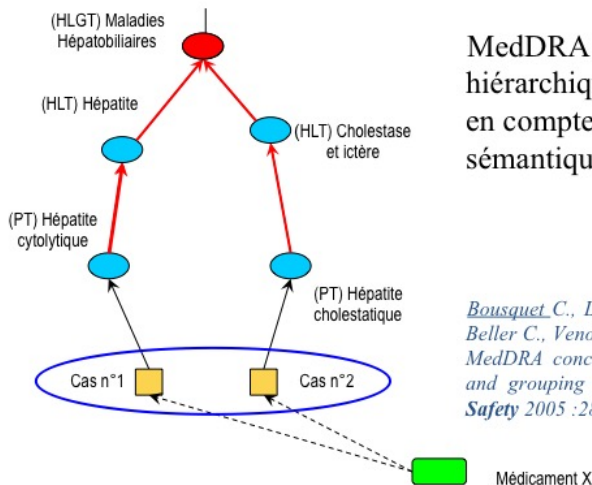 (HLGT) Maladies
Hépatobiliaires
(HLT) Hépatite
(HLT) Cholestase
et ictère
(PT) Hépatite
cytolytique
(PT) Hépatite
cholestatique
Cas n°1
Cas n°2
Médicament X
MedDRA
hiérarchiq
en compte
sémantiqu
Bousquet C., L
Beller C., Veno
MedDRA conc
and grouping
Safety 2005 :28